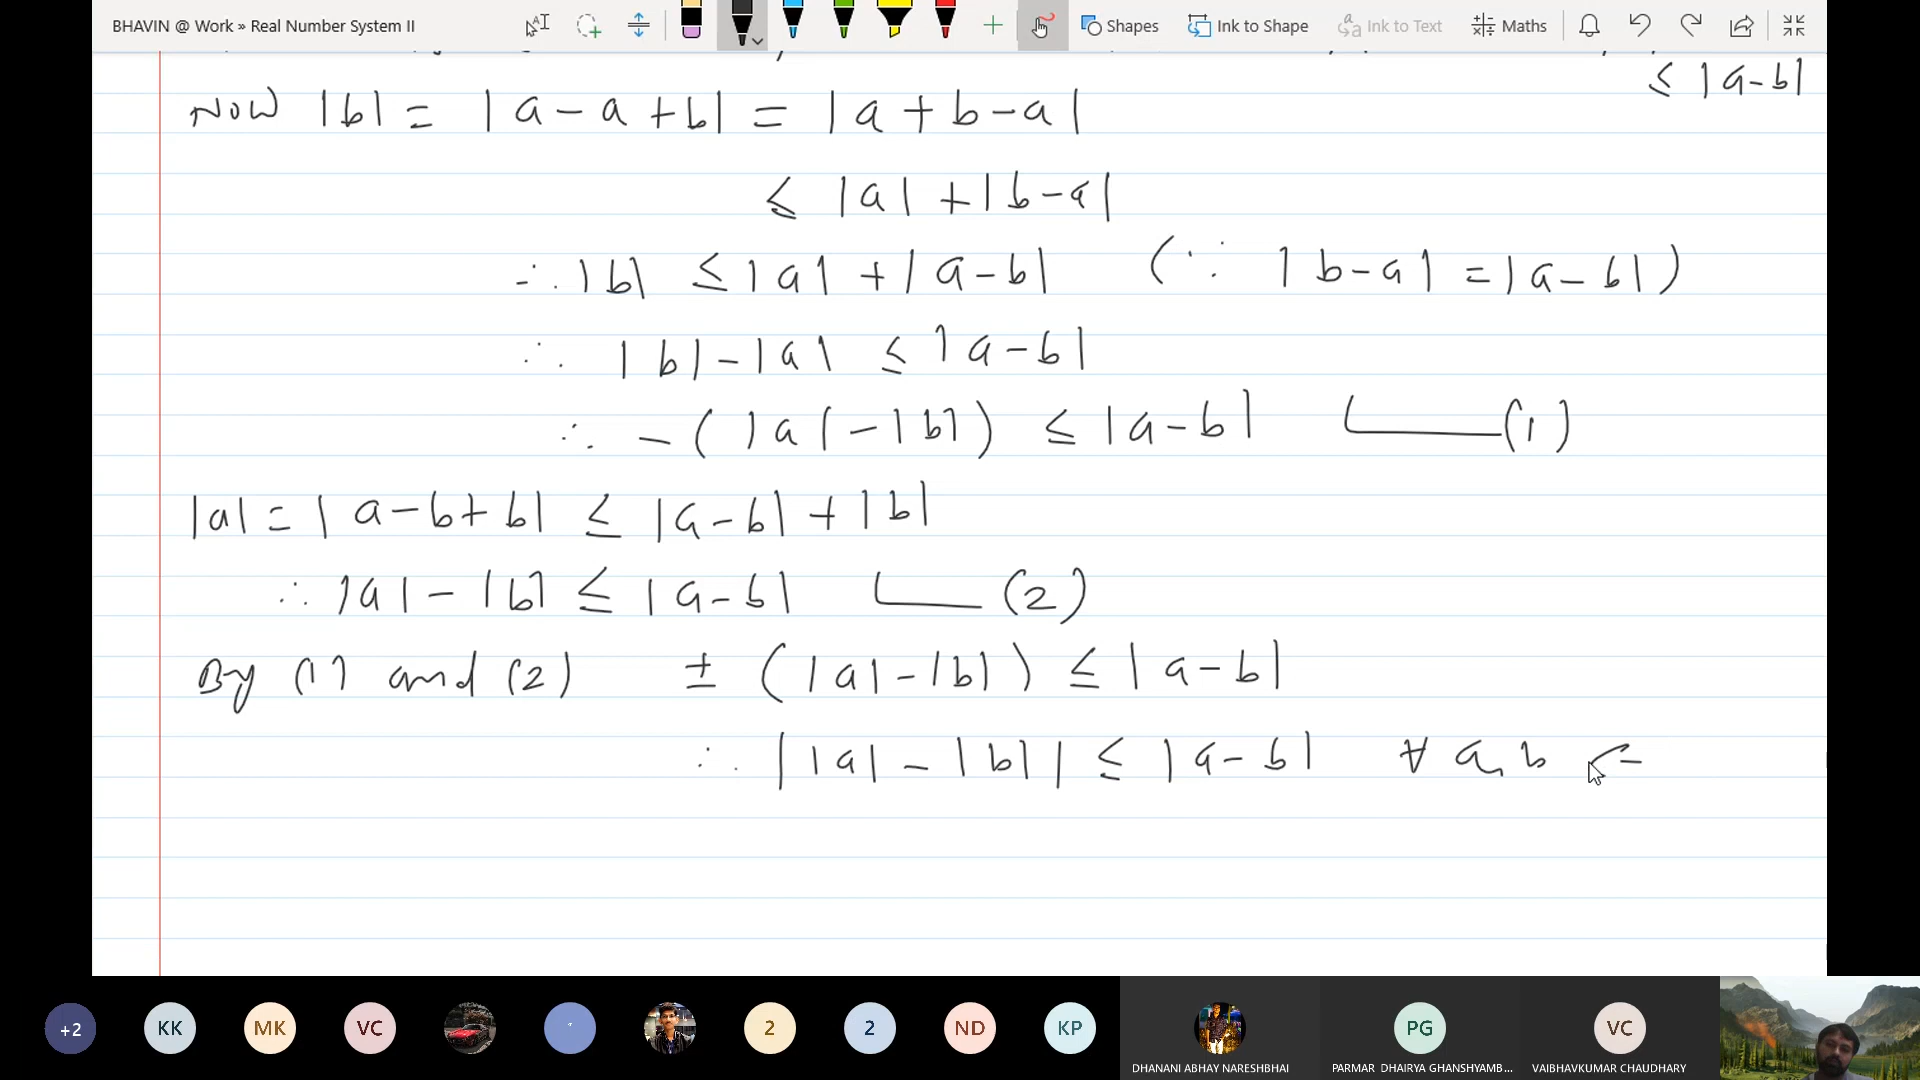 BHAVIN @ Work » Real Number System II
Shapes
Ink to Shape
Ink to Text
Maths
≤ |a-b|
Now |b| = |a-a+b| = |a+b-a|
≤ |a|+|b-a|
∴ |b| ≤ |a|+|a-b| (∵ |b-a| = |a-b|)
∴ |b|-|a| ≤ |a-b|
∴ -(|a|-|b|) ≤ |a-b| (1)
|a| = |a-b+b| ≤ |a-b|+|b|
∴ |a|-|b| ≤ |a-b| (2)
By (1) and (2) ± (|a|-|b|) ≤ |a-b|
∴ ||a|-|b|| ≤ |a-b| ∀ a, b ∈
+2
KK
MK
VC
2
2
ND
KP
PG
VC
DHANANI ABHAY NARESHBHAI
PARMAR DHAIRYA GHANSHYAMB...
VAIBHAVKUMAR CHAUDHARY